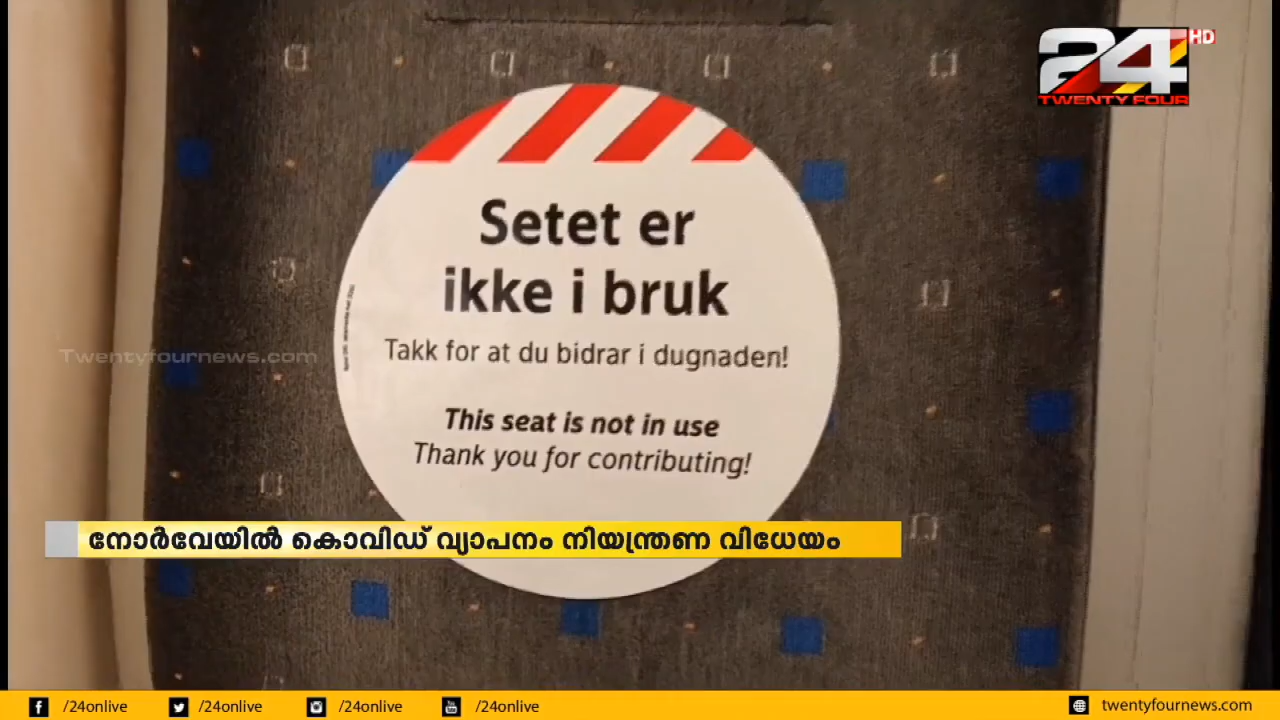 24 HD
TWENTY FOUR
Setet er
ikke i bruk
Takk for at du bidrar i dugnaden!
This seat is not in use
Thank you for contributing!
Twentyfournews.com
നോർവേയിൽ കൊവിഡ് വ്യാപനം നിയന്ത്രണ വിധേയം
/24onlive /24onlive /24onlive /24onlive twentyfournews.com